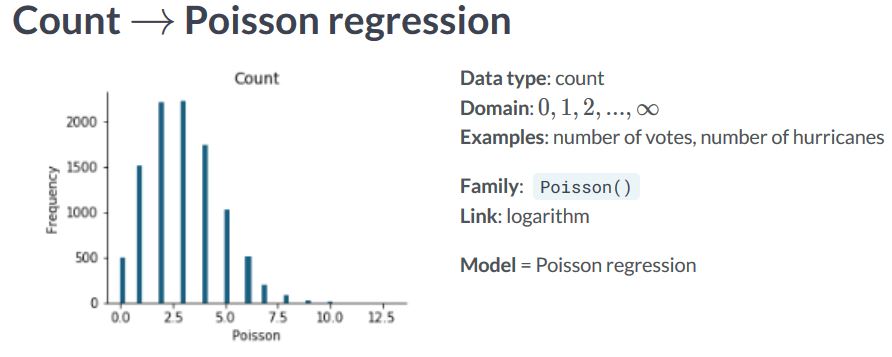 Count → Poisson regression
Count
Frequency
2000
1500
1000
500
0
0.0 2.5 5.0 7.5 10.0 12.5
Poisson
Data type: count
Domain: 0, 1, 2, ..., ∞
Examples: number of votes, number of hurricanes
Family: Poisson()
Link: logarithm
Model = Poisson regression